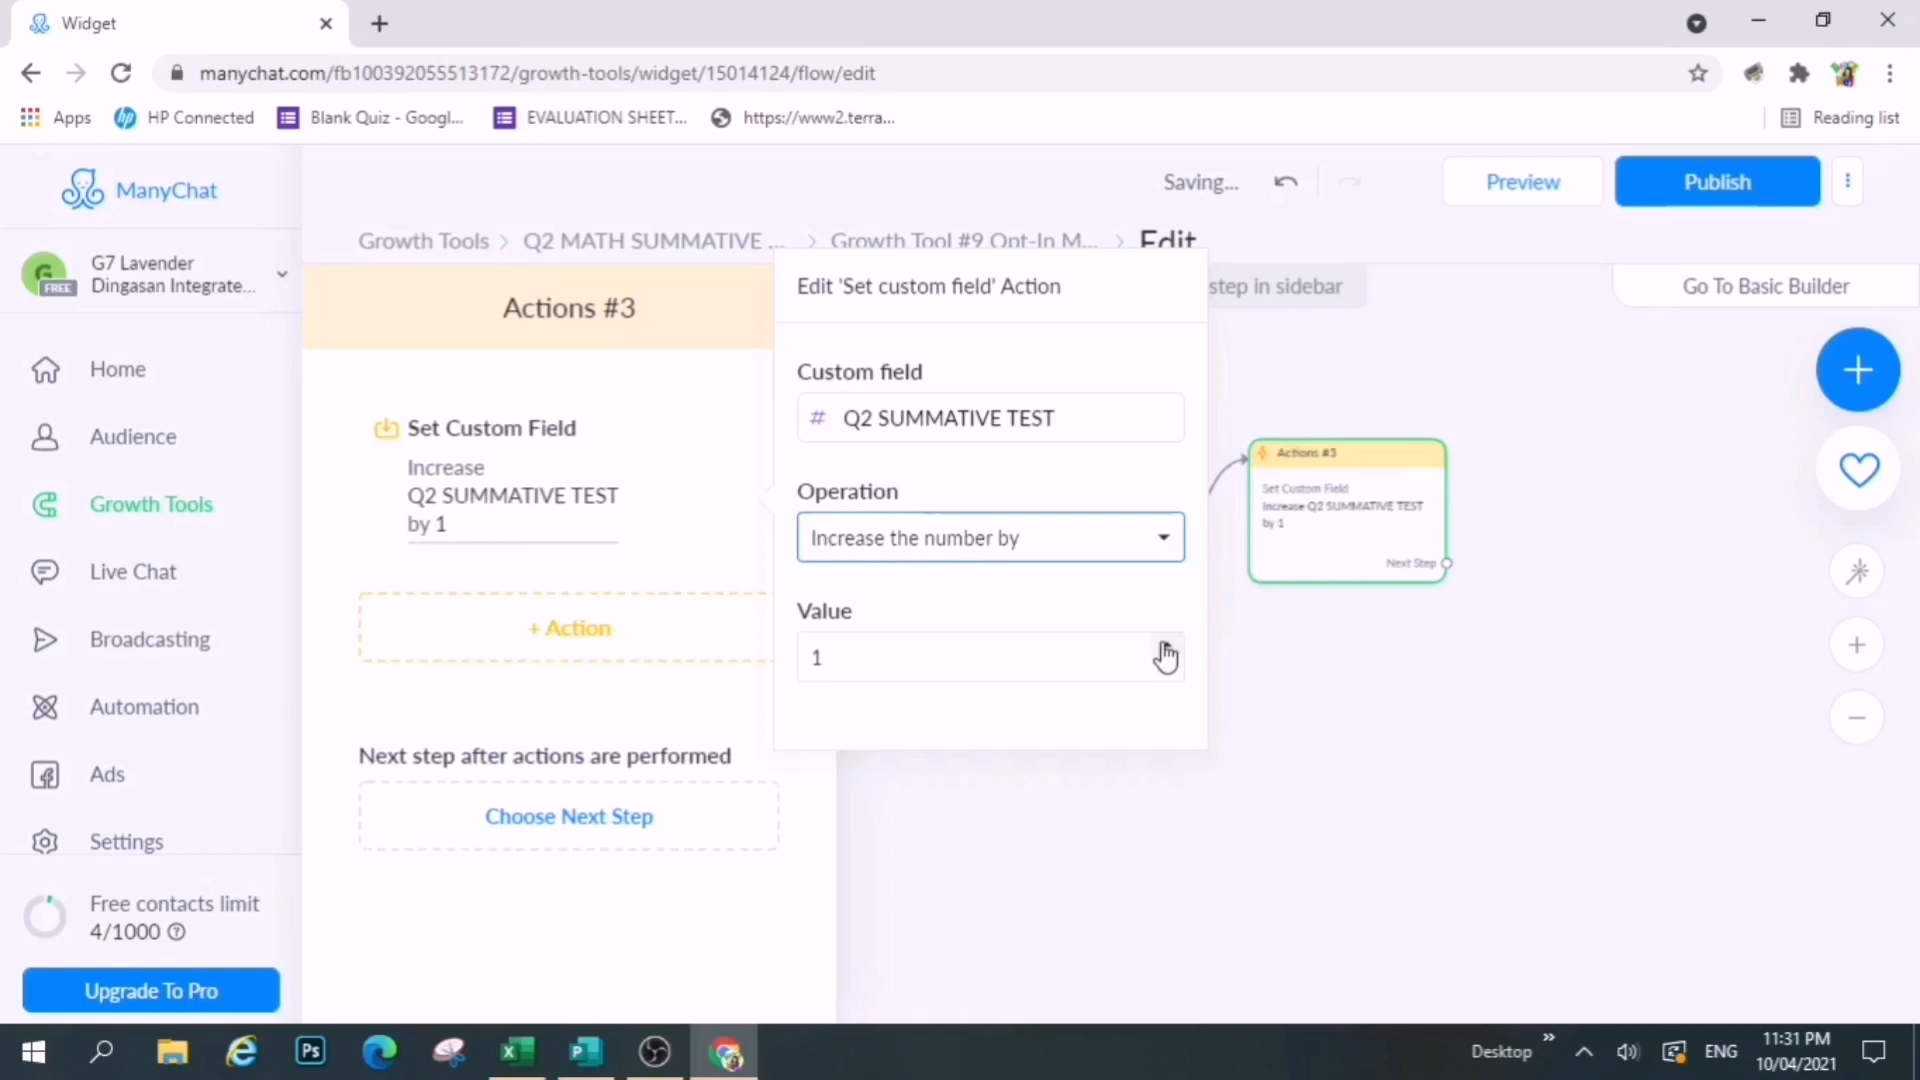 Widget
manychat.com/fb100392055513172/growth-tools/widget/15014124/flow/edit
Apps
HP Connected
Blank Quiz - Googl...
EVALUATION SHEET...
https://www2.terra...
Reading list
ManyChat
Saving...
Preview
Publish
Growth Tools > Q2 MATH SUMMATIVE ... > Growth Tool #9 Opt-In M... > Edit
G7 Lavender
Dingasan Integrate...
FREE
Home
Audience
Growth Tools
Live Chat
Broadcasting
Automation
Ads
Settings
Free contacts limit
4/1000
Upgrade To Pro
Actions #3
Set Custom Field
Increase
Q2 SUMMATIVE TEST
by 1
+ Action
Next step after actions are performed
Choose Next Step
Edit 'Set custom field' Action
Custom field
# Q2 SUMMATIVE TEST
Operation
Increase the number by
Value
1
step in sidebar
Go To Basic Builder
Actions #3
Set Custom Field
Increase Q2 SUMMATIVE TEST
by 1
Next Step
Desktop
ENG
11:31 PM
10/04/2021